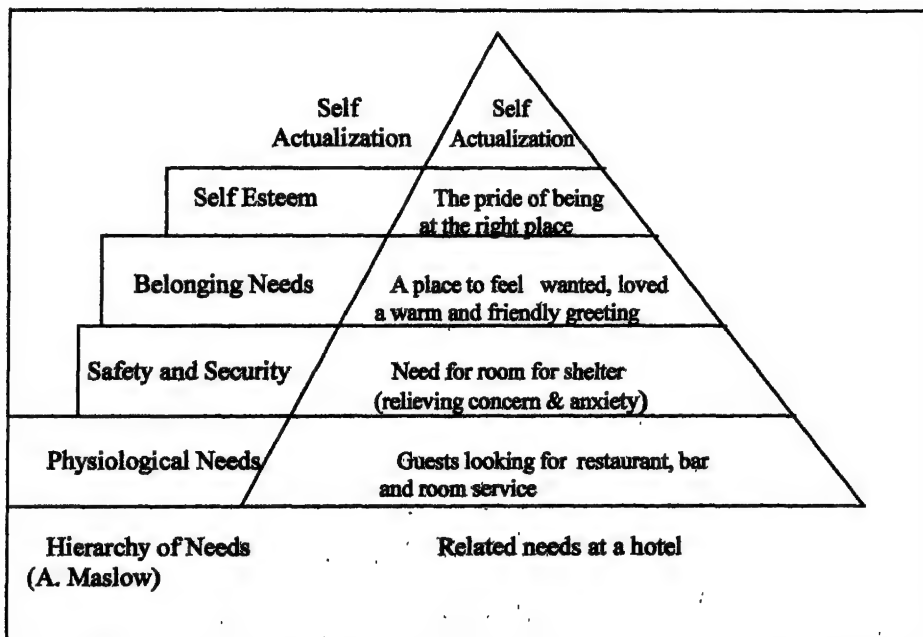 Self
Actualization
Self
Actualization
Self Esteem
The pride of being
at the right place
Belonging Needs
A place to feel wanted, loved
a warm and friendly greeting
Safety and Security
Need for room for shelter
(relieving concern & anxiety)
Physiological Needs
Guests looking for restaurant, bar
and room service
Hierarchy of Needs
(A. Maslow)
Related needs at a hotel